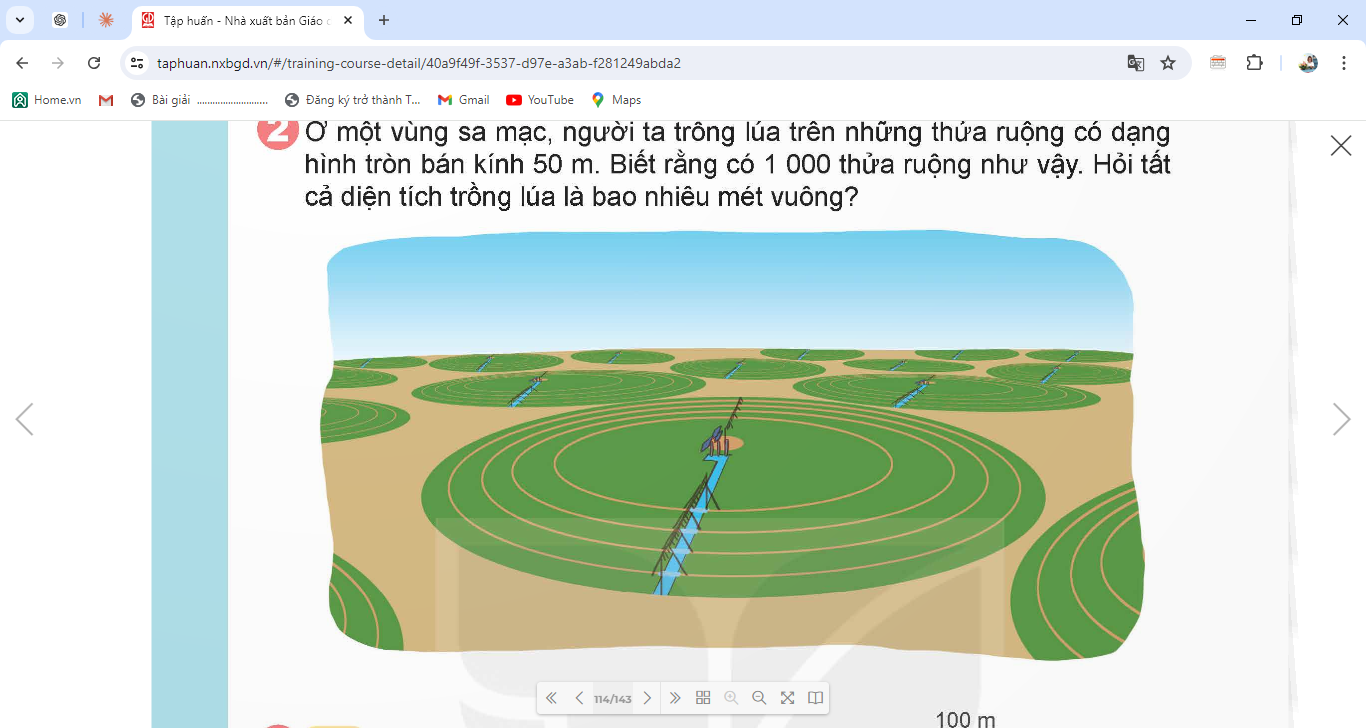 Tập huấn - Nhà xuất bản Giáo
taphuan.nxbgd.vn/#/training-course-detail/40a9f49f-3537-d97e-a3ab-f281249abda2
Home.vn
Bài giải ..........................
Đăng ký trở thành T...
Gmail
YouTube
Maps
2 Ở một vùng sa mạc, người ta trồng lúa trên những thửa ruộng có dạng
hình tròn bán kính 50 m. Biết rằng có 1 000 thửa ruộng như vậy. Hỏi tất
cả diện tích trồng lúa là bao nhiêu mét vuông?
114/143
100 m